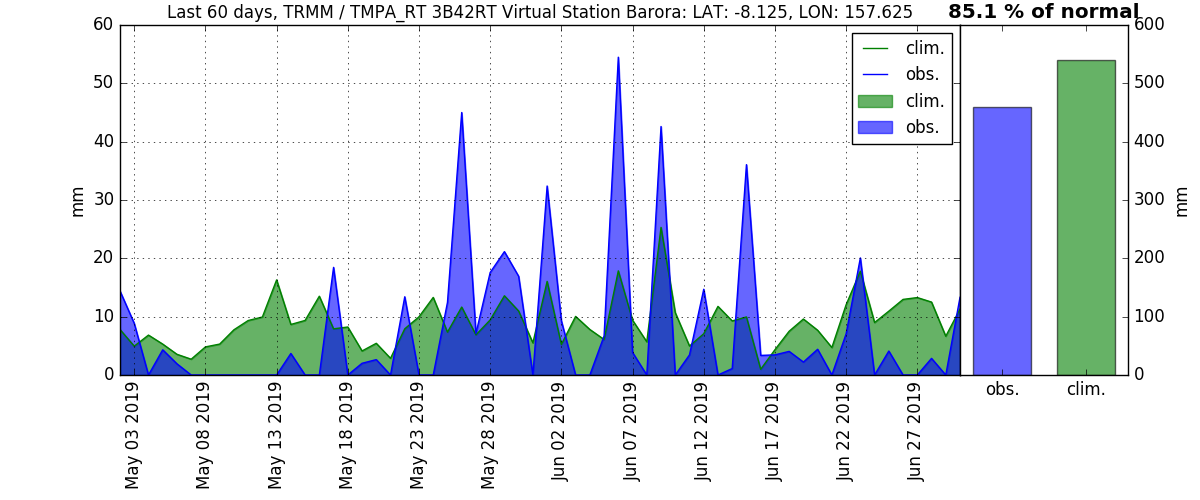 Last 60 days, TRMM / TMPA_RT 3B42RT Virtual Station Barora: LAT: -8.125, LON: 157.625
85.1 % of normal
60
50
40
30
20
10
0
mm
clim.
obs.
clim.
obs.
May 03 2019
May 08 2019
May 13 2019
May 18 2019
May 23 2019
May 28 2019
Jun 02 2019
Jun 07 2019
Jun 12 2019
Jun 17 2019
Jun 22 2019
Jun 27 2019
600
500
400
300
200
100
0
mm
obs.
clim.